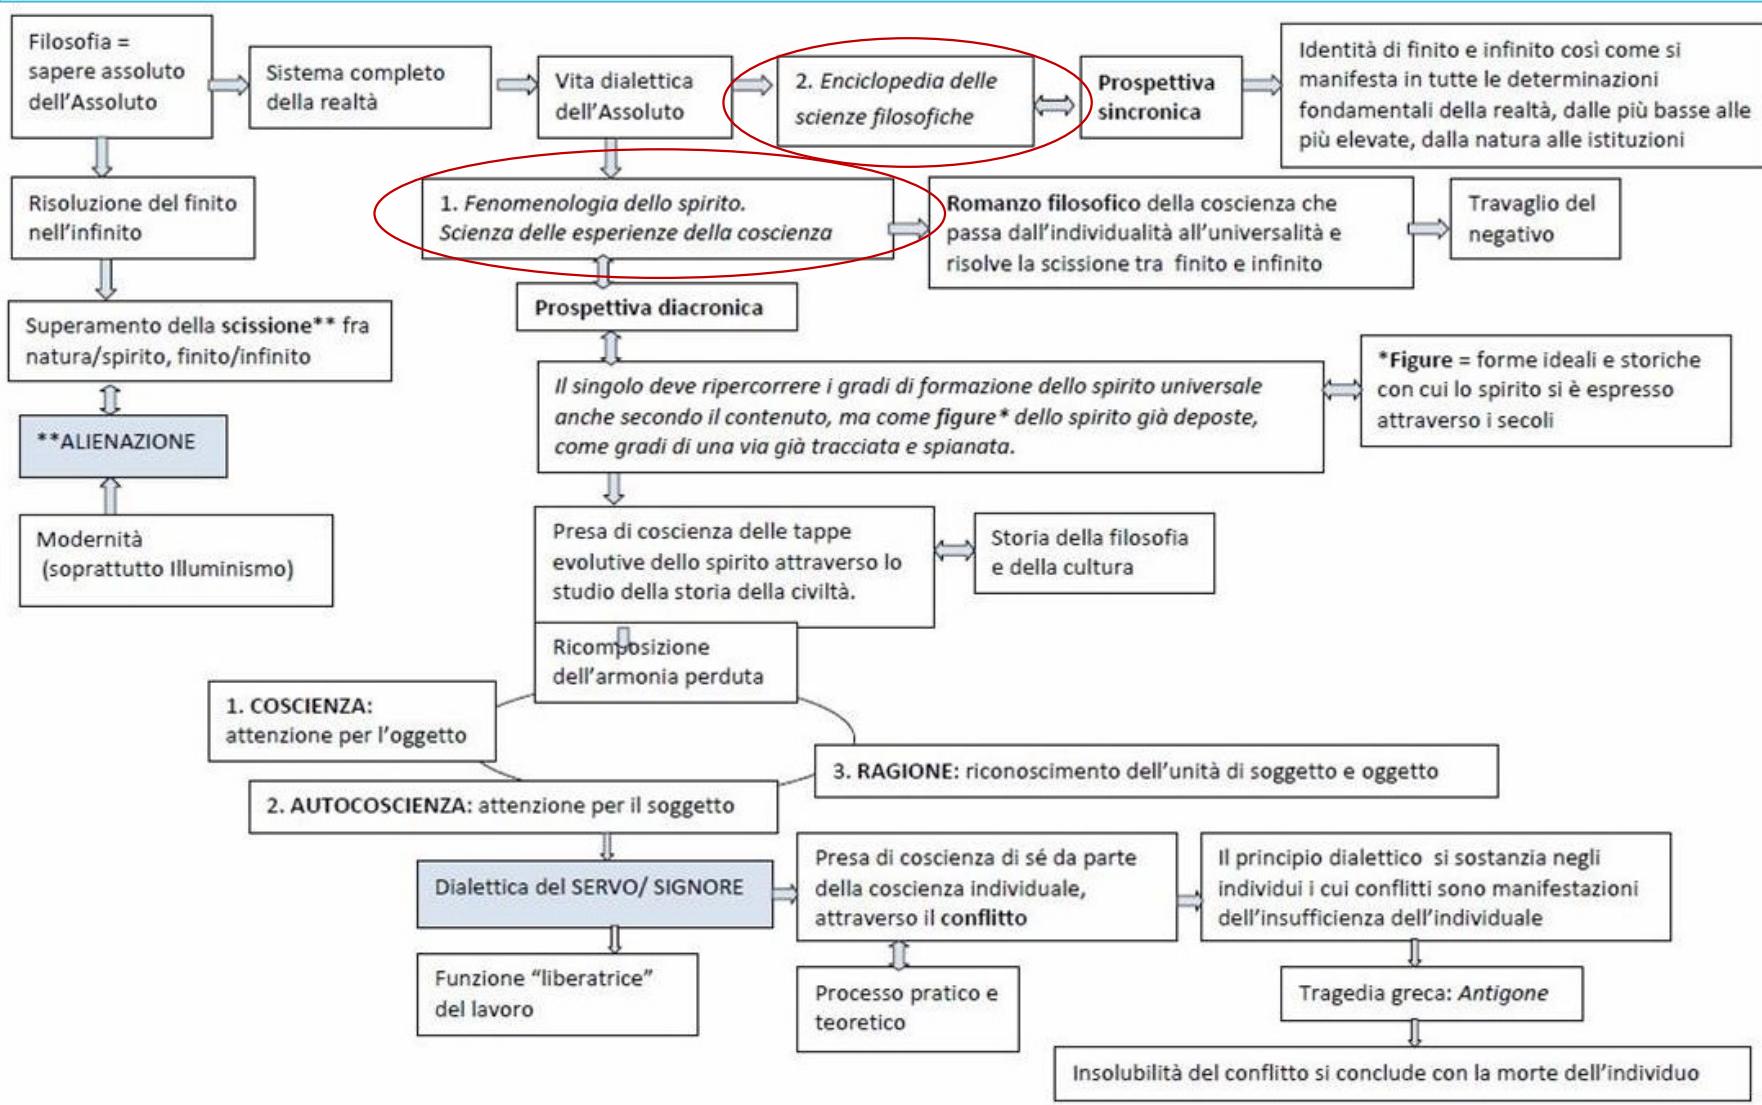 Filosofia =
sapere assoluto
dell'Assoluto
Sistema completo
della realtà
Vita dialettica
dell'Assoluto
2. Enciclopedia delle
scienze filosofiche
Prospettiva
sincronica
Identità di finito e infinito così come si
manifesta in tutte le determinazioni
fondamentali della realtà, dalle più basse alle
più elevate, dalla natura alle istituzioni
Risoluzione del finito
nell'infinito
1. Fenomenologia dello spirito.
Scienza delle esperienze della coscienza
Romanzo filosofico della coscienza che
passa dall'individualità all'universalità e
risolve la scissione tra finito e infinito
Travaglio del
negativo
Prospettiva diacronica
Superamento della scissione** fra
natura/spirito, finito/infinito
Il singolo deve ripercorrere i gradi di formazione dello spirito universale
anche secondo il contenuto, ma come figure* dello spirito già deposte,
come gradi di una via già tracciata e spianata.
*Figure = forme ideali e storiche
con cui lo spirito si è espresso
attraverso i secoli
**ALIENAZIONE
Modernità
(soprattutto Illuminismo)
Presa di coscienza delle tappe
evolutive dello spirito attraverso lo
studio della storia della civiltà.
Storia della filosofia
e della cultura
Ricomposizione
dell'armonia perduta
1. COSCIENZA:
attenzione per l'oggetto
3. RAGIONE: riconoscimento dell'unità di soggetto e oggetto
2. AUTOCOSCIENZA: attenzione per il soggetto
Dialettica del SERVO/ SIGNORE
Presa di coscienza di sé da parte
della coscienza individuale,
attraverso il conflitto
Il principio dialettico si sostanzia negli
individui i cui conflitti sono manifestazioni
dell'insufficienza dell'individuale
Funzione "liberatrice"
del lavoro
Processo pratico e
teoretico
Tragedia greca: Antigone
Insolubilità del conflitto si conclude con la morte dell'individuo